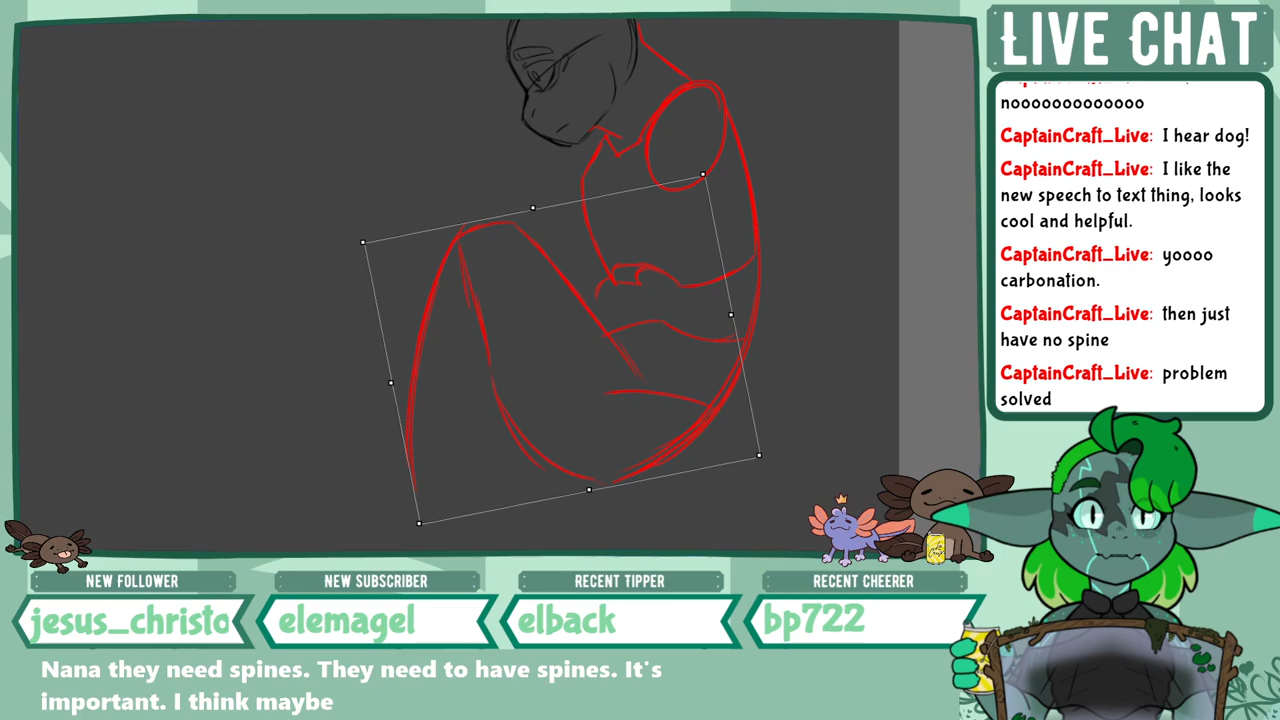 LIVE CHAT
nooooooooooooo
CaptainCraft_Live: I hear dog!
CaptainCraft_Live: I like the
new speech to text thing, looks
cool and helpful.
CaptainCraft_Live: yoooo
carbonation.
CaptainCraft_Live: then just
have no spine
CaptainCraft_Live: problem
solved
NEW FOLLOWER
NEW SUBSCRIBER
RECENT TIPPER
RECENT CHEERER
jesus_christo
elemagel
elback
bp722
Nana they need spines. They need to have spines. It's
important. I think maybe